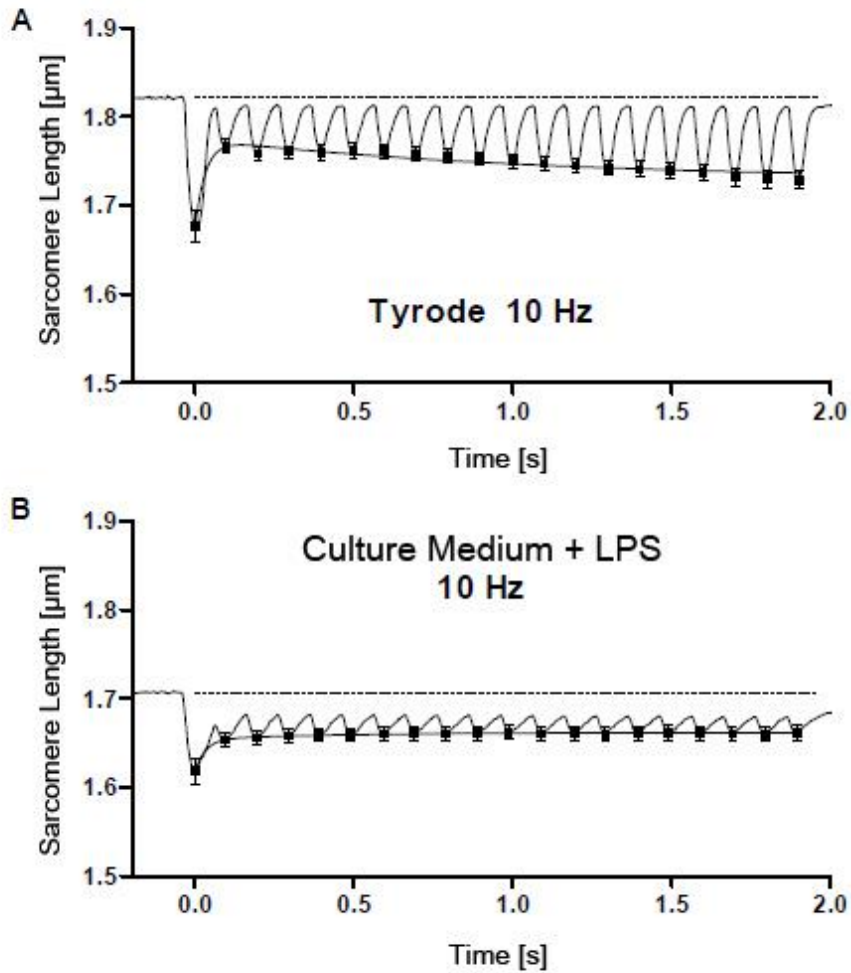 A
1.9
1.8
1.7
1.6
1.5
Sarcomere Length [µm]
Tyrode 10 Hz
0.0 0.5 1.0 1.5 2.0
Time [s]
B
1.9
1.8
1.7
1.6
1.5
Sarcomere Length [µm]
Culture Medium + LPS
10 Hz
0.0 0.5 1.0 1.5 2.0
Time [s]